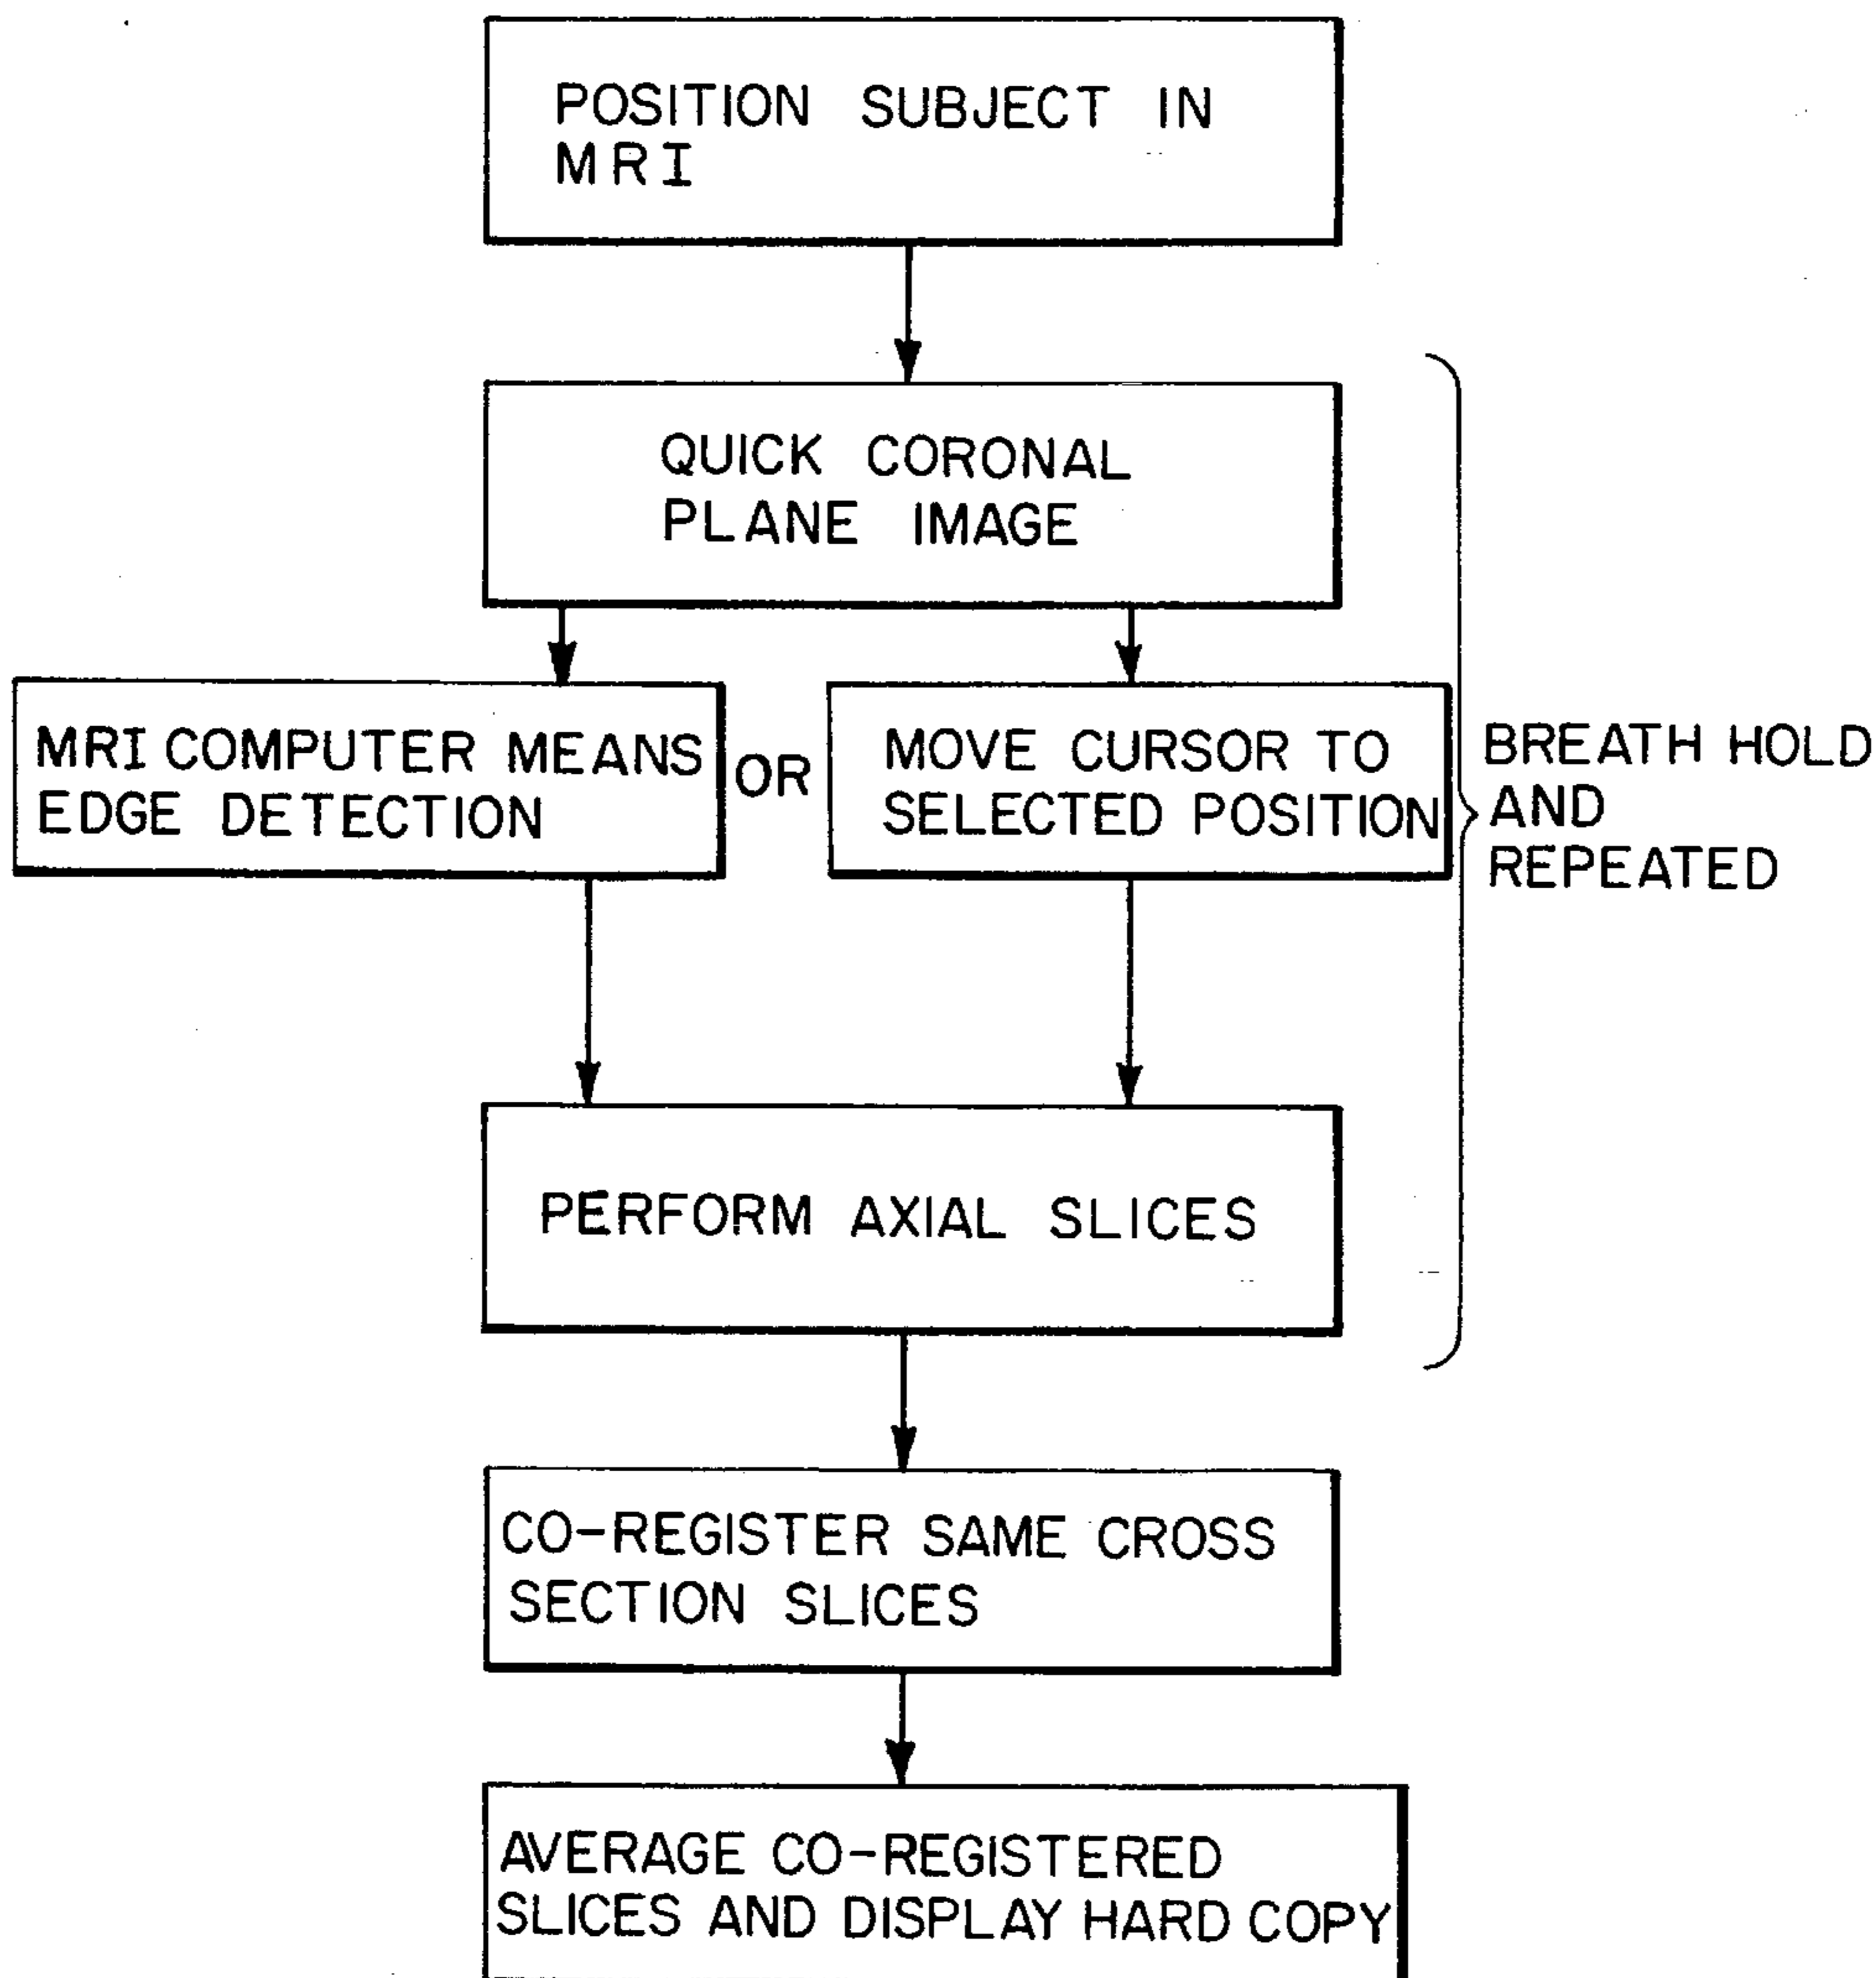 POSITION SUBJECT IN
MRI
QUICK CORONAL
PLANE IMAGE
MRI COMPUTER MEANS
EDGE DETECTION
OR
MOVE CURSOR TO
SELECTED POSITION
BREATH HOLD
AND
REPEATED
PERFORM AXIAL SLICES
CO-REGISTER SAME CROSS
SECTION SLICES
AVERAGE CO-REGISTERED
SLICES AND DISPLAY HARD COPY